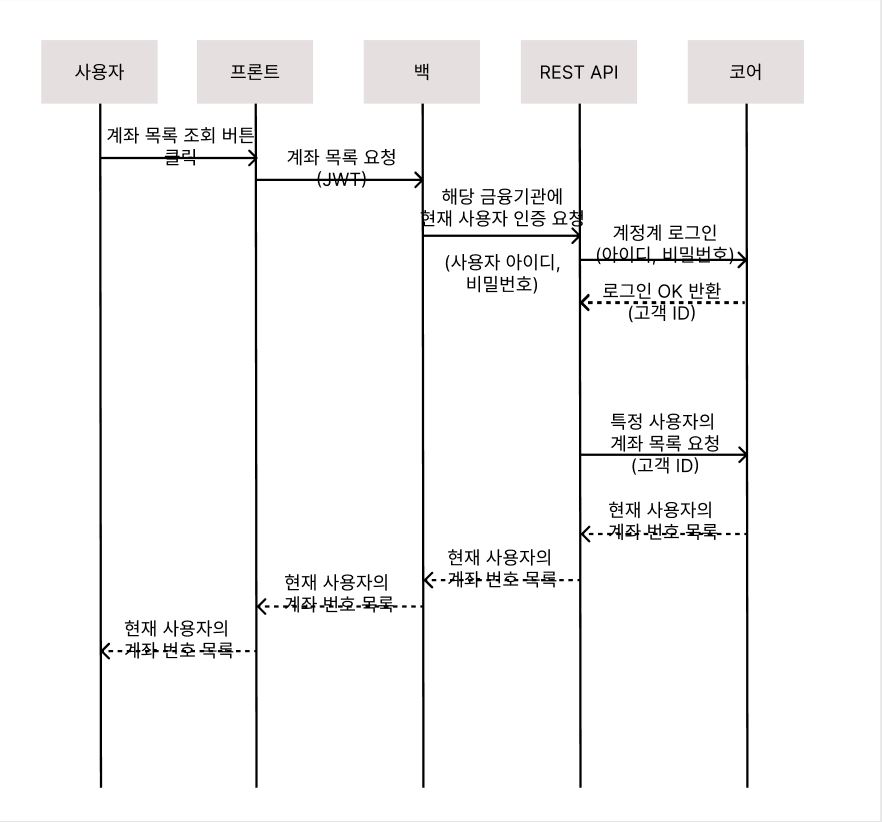 사용자
프론트
백
REST API
코어
계좌 목록 조회 버튼
클릭
계좌 목록 요청
(JWT)
해당 금융기관에
현재 사용자 인증 요청
(사용자 아이디,
비밀번호)
계정계 로그인
(아이디, 비밀번호)
로그인 OK 반환
(고객 ID)
특정 사용자의
계좌 목록 요청
(고객 ID)
현재 사용자의
계좌 번호 목록
현재 사용자의
계좌 번호 목록
현재 사용자의
계좌 번호 목록
현재 사용자의
계좌 번호 목록